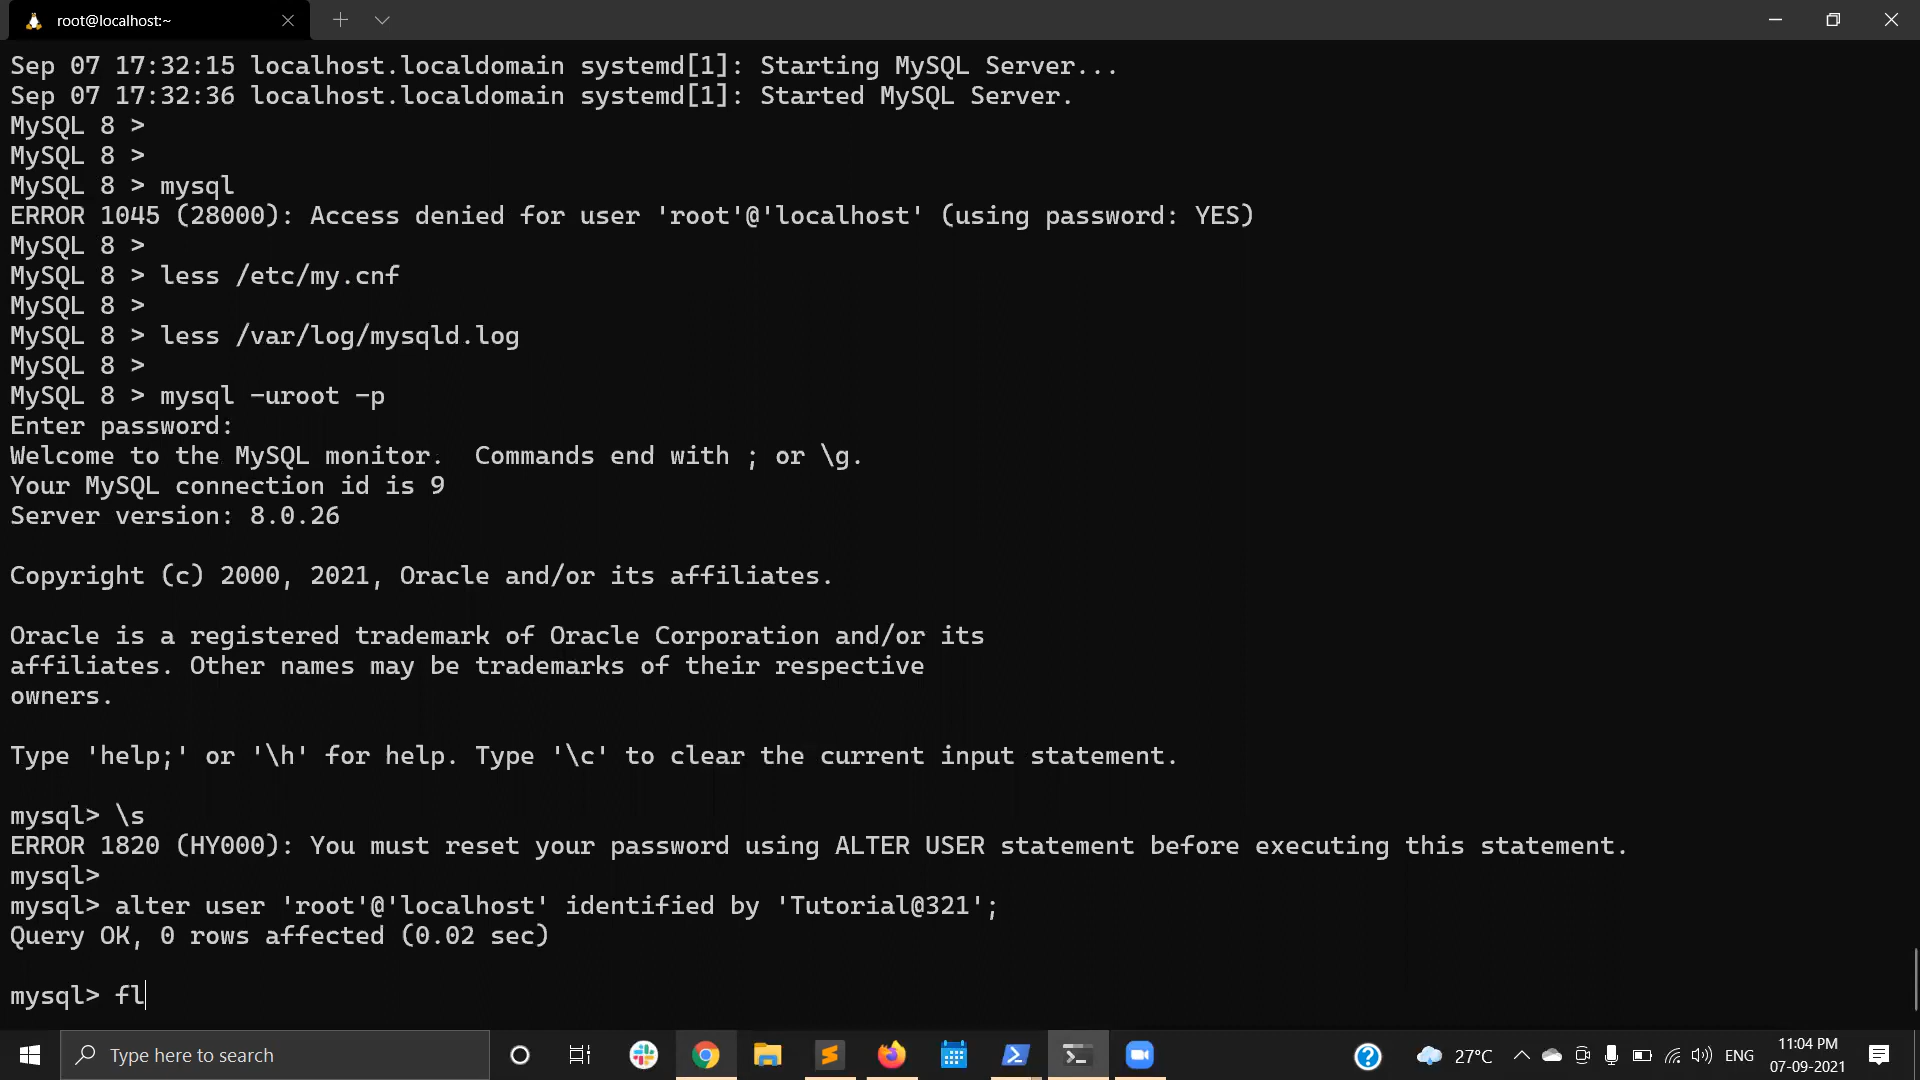 root@localhost:~
Sep 07 17:32:15 localhost.localdomain systemd[1]: Starting MySQL Server...
Sep 07 17:32:36 localhost.localdomain systemd[1]: Started MySQL Server.
MySQL 8 >
MySQL 8 >
MySQL 8 > mysql
ERROR 1045 (28000): Access denied for user 'root'@'localhost' (using password: YES)
MySQL 8 >
MySQL 8 > less /etc/my.cnf
MySQL 8 >
MySQL 8 > less /var/log/mysqld.log
MySQL 8 >
MySQL 8 > mysql -uroot -p
Enter password:
Welcome to the MySQL monitor.  Commands end with ; or \g.
Your MySQL connection id is 9
Server version: 8.0.26
Copyright (c) 2000, 2021, Oracle and/or its affiliates.
Oracle is a registered trademark of Oracle Corporation and/or its
affiliates. Other names may be trademarks of their respective
owners.
Type 'help;' or '\h' for help. Type '\c' to clear the current input statement.
mysql> \s
ERROR 1820 (HY000): You must reset your password using ALTER USER statement before executing this statement.
mysql>
mysql> alter user 'root'@'localhost' identified by 'Tutorial@321';
Query OK, 0 rows affected (0.02 sec)
mysql> fl
Type here to search
27°C
ENG
11:04 PM
07-09-2021